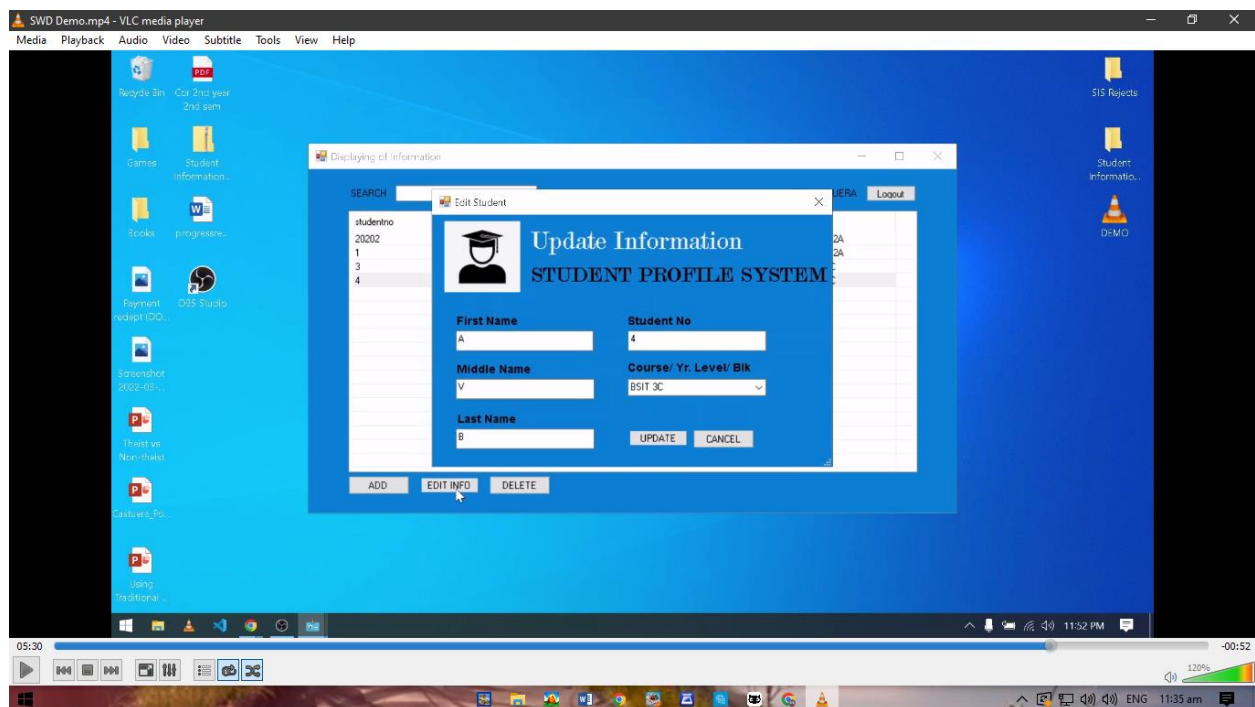 SWD Demo.mp4 - VLC media player
Media Playback Audio Video Subtitle Tools View Help
Recycle Bin
Cor 2nd year
2nd sem
SIS Rejects
Games
Student
Information...
Student
Informatio...
Books
progressre...
DEMO
Payment
redept (DO...
OBS Studio
Screenshot
2022-03-...
Theist vs
Non-theist
Castuera_Po...
Using
Traditional ...
Displaying of Information
SEARCH
UERA
Logout
studentno
20202
2A
1
2A
3
C
4
C
Edit Student
Update Information
STUDENT PROFILE SYSTEM
First Name
Student No
A
4
Middle Name
Course/ Yr. Level/ Blk
V
BSIT 3C
Last Name
B
UPDATE
CANCEL
ADD
EDIT INFO
DELETE
11:52 PM
05:30
-00:52
120%
ENG
11:35 am